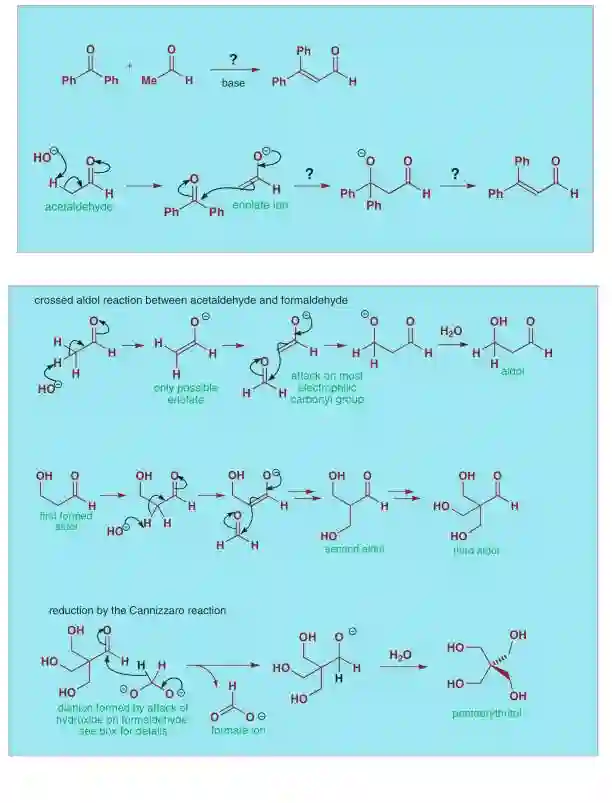 O O ?
Ph Ph + Me H base
Ph O
Ph H
HO⊖ H O H
acetaldehyde
O Ph Ph
O⊖ H
enolate ion
?
⊖O O
Ph Ph H
?
Ph O
Ph H
crossed aldol reaction between acetaldehyde and formaldehyde
H H H O H
HO⊖
H H O⊖ H
only possible
enolate
O⊖ H O H H
attack on most
electrophilic
carbonyl group
⊖O O H H H
H₂O
OH O H H H
aldol
OH O H
first formed
aldol
OH O H H H
HO⊖
OH O⊖ H O H H
OH O H HO
second aldol
OH HO O H HO
third aldol
reduction by the Cannizzaro reaction
OH O H HO HO
H H ⊖O O⊖
dianion formed by attack of
hydroxide on formaldehyde
see box for details
H O O⊖
formate ion
OH O⊖ HO H H HO
H₂O
HO OH HO OH
pentaerythritol